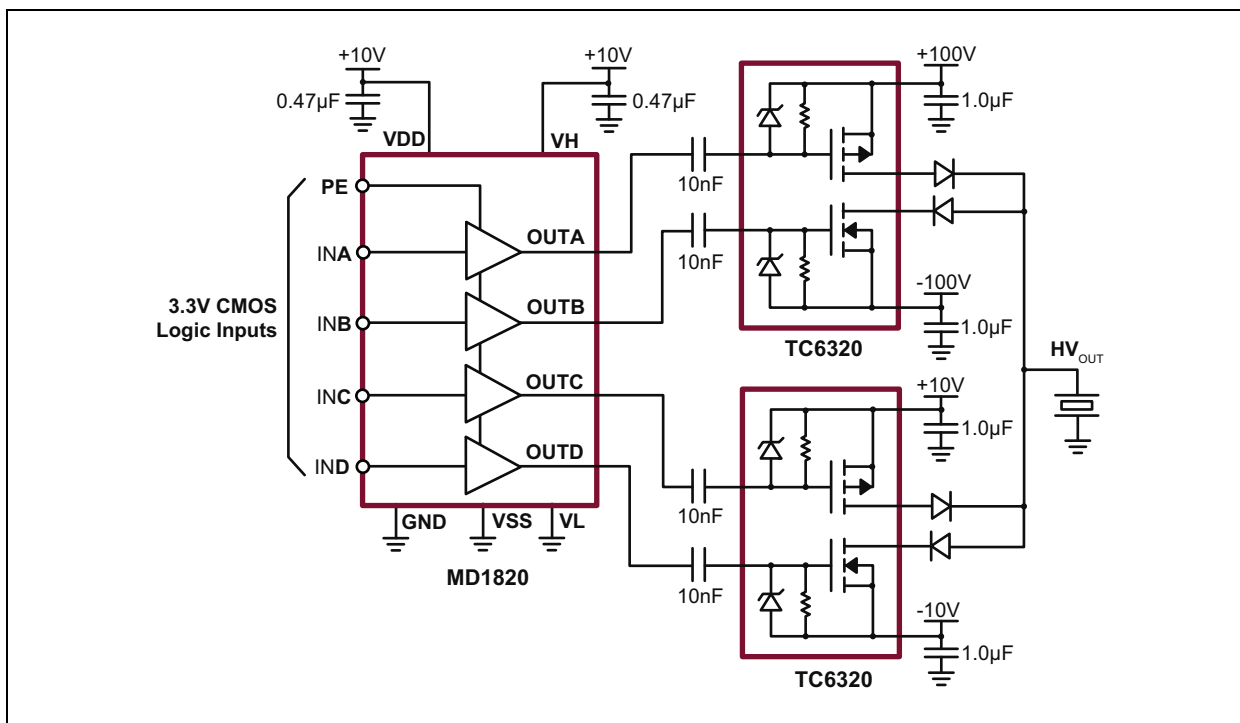 +10V
0.47µF
VDD
+10V
0.47µF
VH
+100V
1.0µF
PE
INA
INB
INC
IND
3.3V CMOS
Logic Inputs
OUTA
OUTB
OUTC
OUTD
10nF
10nF
10nF
10nF
-100V
1.0µF
TC6320
HVOUT
+10V
1.0µF
-10V
1.0µF
GND
VSS
VL
MD1820
TC6320